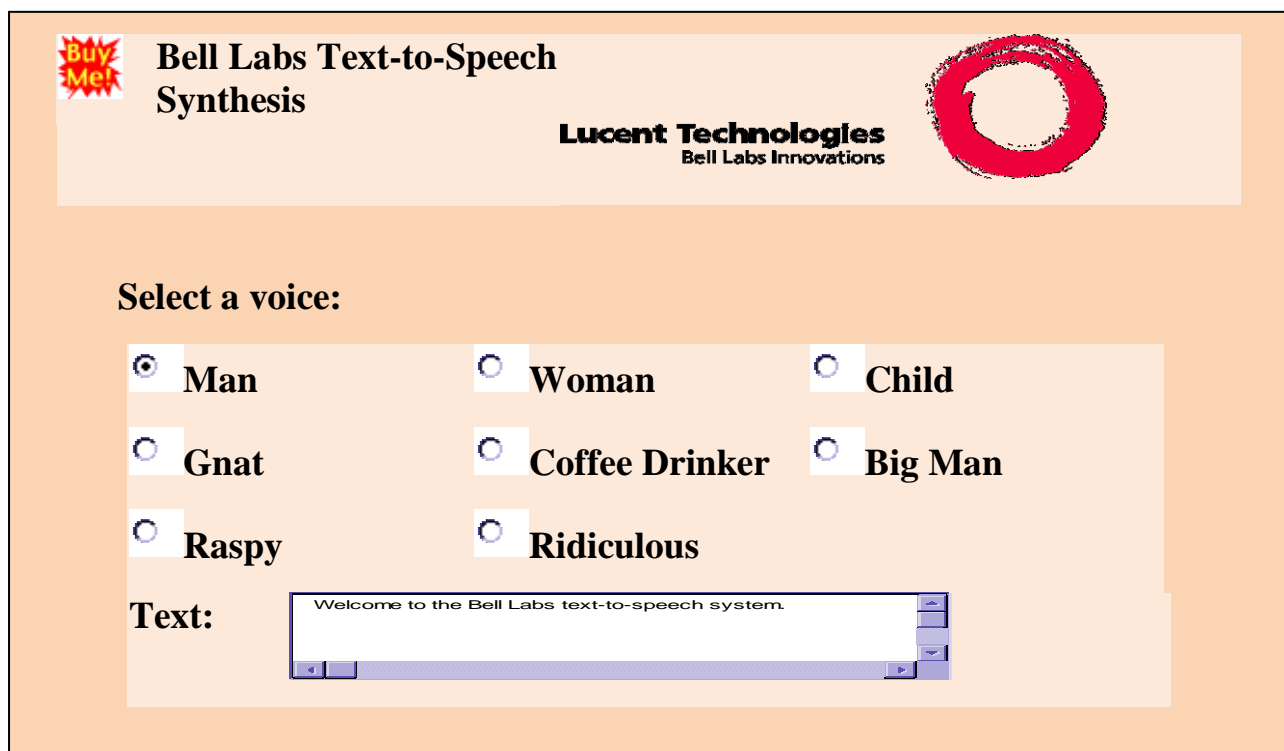 Buy
Me!
Bell Labs Text-to-Speech
Synthesis
Lucent Technologies
Bell Labs Innovations
Select a voice:
Man Woman Child
Gnat Coffee Drinker Big Man
Raspy Ridiculous
Text: Welcome to the Bell Labs text-to-speech system.